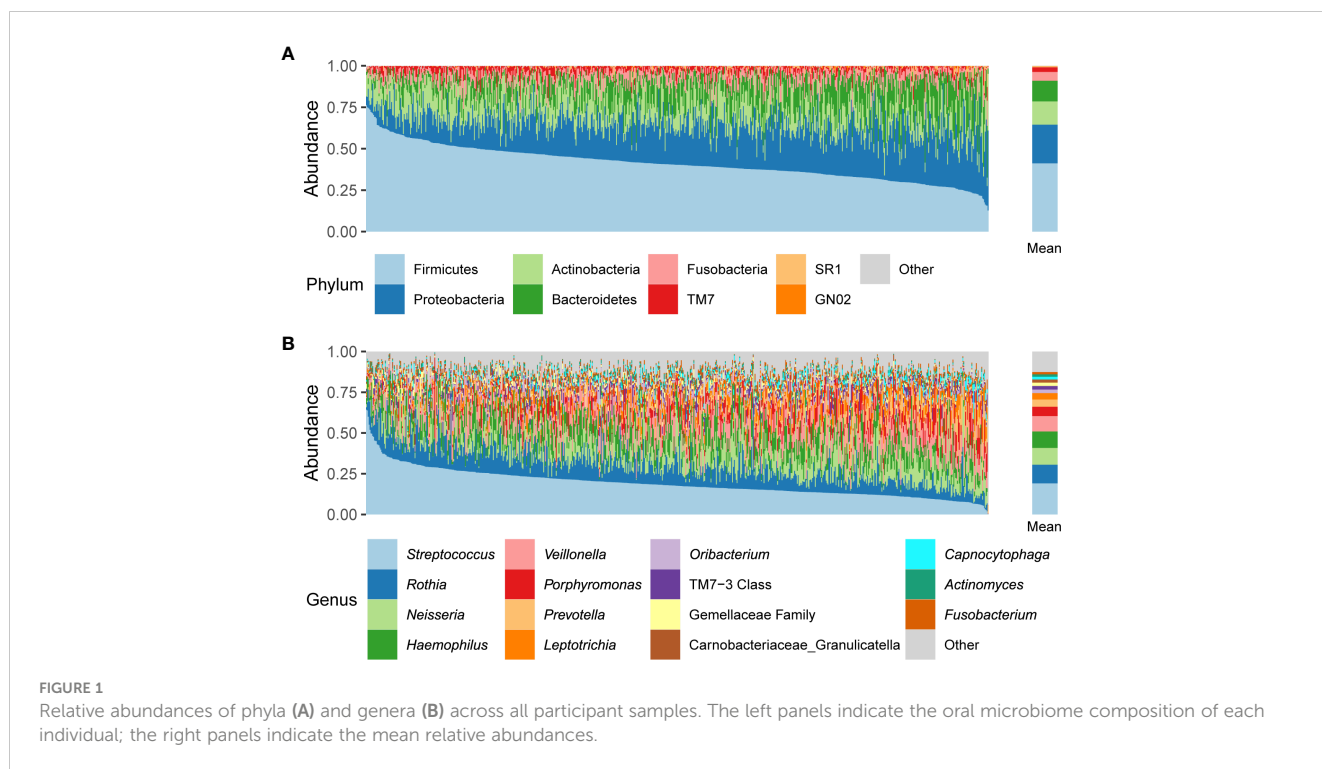 A
1.00
0.75
0.50
0.25
0.00
Abundance
Mean
Phylum
Firmicutes
Actinobacteria
Fusobacteria
SR1
Other
Proteobacteria
Bacteroidetes
TM7
GN02
B
1.00
0.75
0.50
0.25
0.00
Abundance
Mean
Genus
Streptococcus
Veillonella
Oribacterium
Capnocytophaga
Rothia
Porphyromonas
TM7−3 Class
Actinomyces
Neisseria
Prevotella
Gemellaceae Family
Fusobacterium
Haemophilus
Leptotrichia
Carnobacteriaceae_Granulicatella
Other
FIGURE 1
Relative abundances of phyla (A) and genera (B) across all participant samples. The left panels indicate the oral microbiome composition of each
individual; the right panels indicate the mean relative abundances.